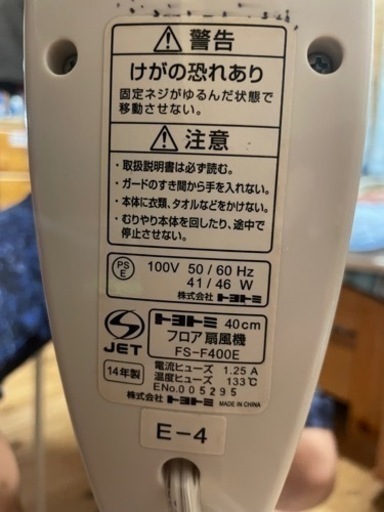 警告
けがの恐れあり
固定ネジがゆるんだ状態で
移動させない。
注意
・取扱説明書は必ず読む。
・ガードのすき間から手を入れない。
・本体に衣類、タオルなどをかけない。
・むりやり本体を回したり、途中で
停止させない。
PS
E
100V 50/60 Hz
41/46 W
株式会社トヨトミ
JET
トヨトミ 40cm
フロア扇風機
FS-F400E
14年製
電流ヒューズ 1.25 A
温度ヒューズ 133℃
ENo.005295
株式会社トヨトミ MADE IN CHINA
E-4